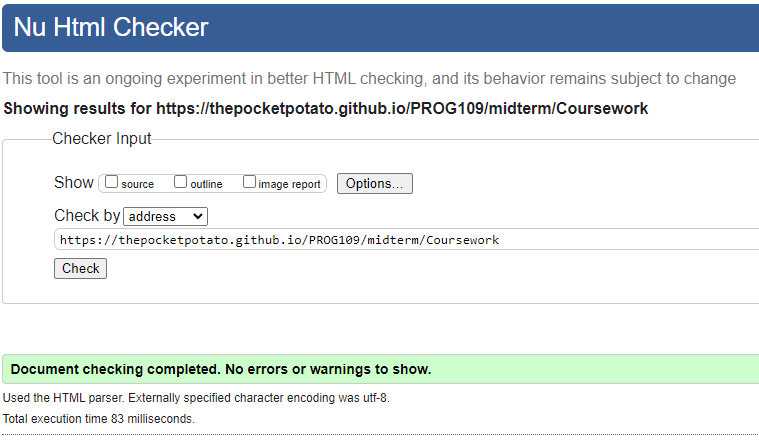 Nu Html Checker
This tool is an ongoing experiment in better HTML checking, and its behavior remains subject to change
Showing results for https://thepocketpotato.github.io/PROG109/midterm/Coursework
Checker Input
Show source outline image report Options...
Check by address
https://thepocketpotato.github.io/PROG109/midterm/Coursework
Check
Document checking completed. No errors or warnings to show.
Used the HTML parser. Externally specified character encoding was utf-8.
Total execution time 83 milliseconds.